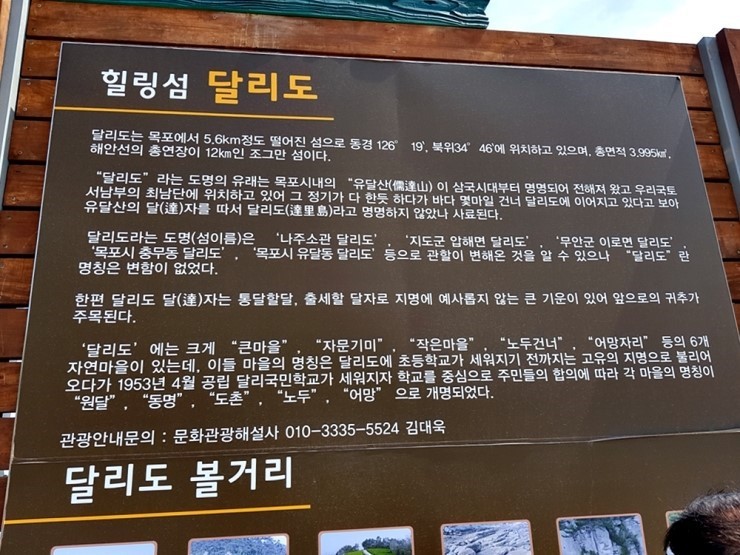 힐링섬 달리도
달리도는 목포에서 5.6km정도 떨어진 섬으로 동경 126° 19′, 북위34° 46′에 위치하고 있으며, 총면적 3,995㎢,
해안선의 총연장이 12㎞인 조그만 섬이다.
“달리도”라는 도명의 유래는 목포시내의 “유달산(儒達山)이 삼국시대부터 명명되어 전해져 왔고 우리국토
서남부의 최남단에 위치하고 있어 그 정기가 다 한듯 하다가 바다 몇마일 건너 달리도에 이어지고 있다고 보아
유달산의 달(達)자를 따서 달리도(達里島)라고 명명하지 않았나 사료된다.
달리도라는 도명(섬이름)은 ‘나주소관 달리도’, ‘지도군 압해면 달리도’, ‘무안군 이로면 달리도’,
‘목포시 충무동 달리도’, ‘목포시 유달동 달리도’ 등으로 관할이 변해온 것을 알 수 있으나 “달리도”란
명칭은 변함이 없었다.
한편 달리도 달(達)자는 통달할달, 출세할 달자로 지명에 예사롭지 않는 큰 기운이 있어 앞으로의 귀추가
주목된다.
‘달리도’에는 크게 “큰마을”, “자문기미”, “작은마을”, “노두건너”, “어망자리” 등의 6개
자연마을이 있는데, 이들 마을의 명칭은 달리도에 초등학교가 세워지기 전까지는 고유의 지명으로 불리어
오다가 1953년 4월 공립 달리국민학교가 세워지자 학교를 중심으로 주민들의 합의에 따라 각 마을의 명칭이
“원달”, “동명”, “도촌”, “노두”, “어망” 으로 개명되었다.
관광안내문의 : 문화관광해설사 010-3335-5524 김대욱
달리도 볼거리